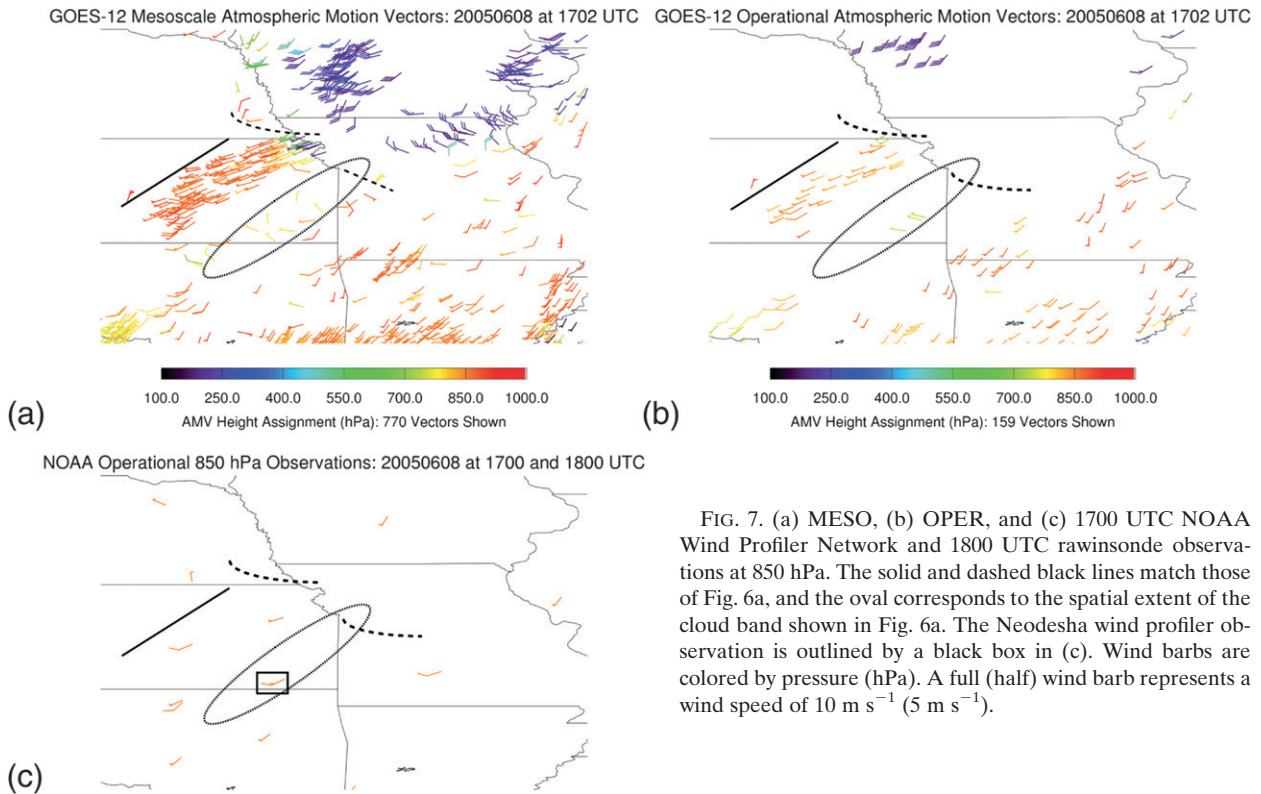 GOES-12 Mesoscale Atmospheric Motion Vectors: 20050608 at 1702 UTC
GOES-12 Operational Atmospheric Motion Vectors: 20050608 at 1702 UTC
100.0 250.0 400.0 550.0 700.0 850.0 1000.0
AMV Height Assignment (hPa): 770 Vectors Shown
(a)
100.0 250.0 400.0 550.0 700.0 850.0 1000.0
AMV Height Assignment (hPa): 159 Vectors Shown
(b)
NOAA Operational 850 hPa Observations: 20050608 at 1700 and 1800 UTC
(c)
FIG. 7. (a) MESO, (b) OPER, and (c) 1700 UTC NOAA
Wind Profiler Network and 1800 UTC rawinsonde observa-
tions at 850 hPa. The solid and dashed black lines match those
of Fig. 6a, and the oval corresponds to the spatial extent of the
cloud band shown in Fig. 6a. The Neodesha wind profiler ob-
servation is outlined by a black box in (c). Wind barbs are
colored by pressure (hPa). A full (half) wind barb represents a
wind speed of 10 m s⁻¹ (5 m s⁻¹).